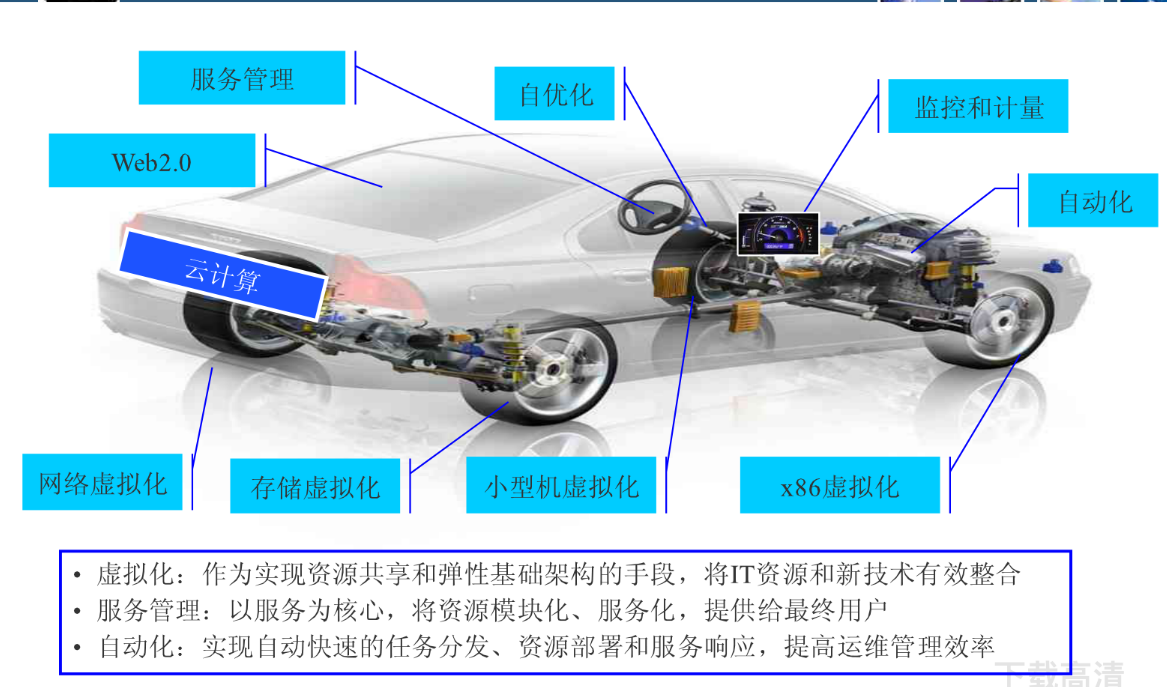 服务管理
自优化
监控和计量
Web2.0
自动化
云计算
网络虚拟化
存储虚拟化
小型机虚拟化
x86虚拟化
• 虚拟化：作为实现资源共享和弹性基础架构的手段，将IT资源和新技术有效整合
• 服务管理：以服务为核心，将资源模块化、服务化，提供给最终用户
• 自动化：实现自动快速的任务分发、资源部署和服务响应，提高运维管理效率
下载高清